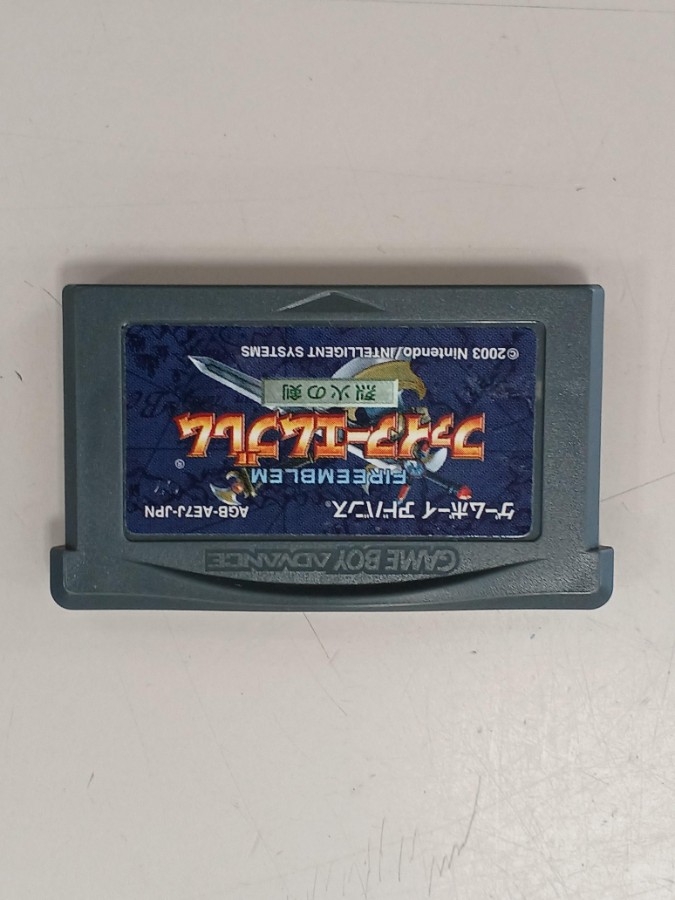 GAME BOY ADVANCE
ゲームボーイアドバンス® AGB-AE7J-JPN
FIREEMBLEM
ファイアーエムブレム®
烈火の剣
© 2003 Nintendo/INTELLIGENT SYSTEMS